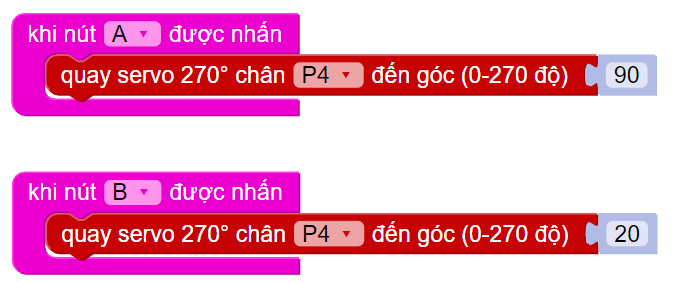 khi nút A được nhấn
quay servo 270° chân P4 đến góc (0-270 độ) 90
khi nút B được nhấn
quay servo 270° chân P4 đến góc (0-270 độ) 20